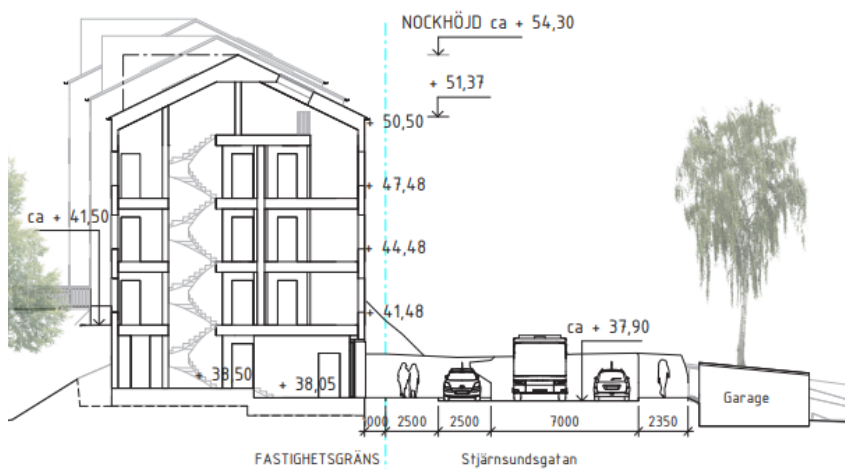 NOCKHÖJD ca + 54,30
+ 51,37
+ 50,50
+ 47,48
ca + 41,50
+ 44,48
+ 41,48
ca + 37,90
+ 38,50
+ 38,05
Garage
000 2500 2500 7000 2350
FASTIGHETSGRÄNS Stjärnsundsgatan